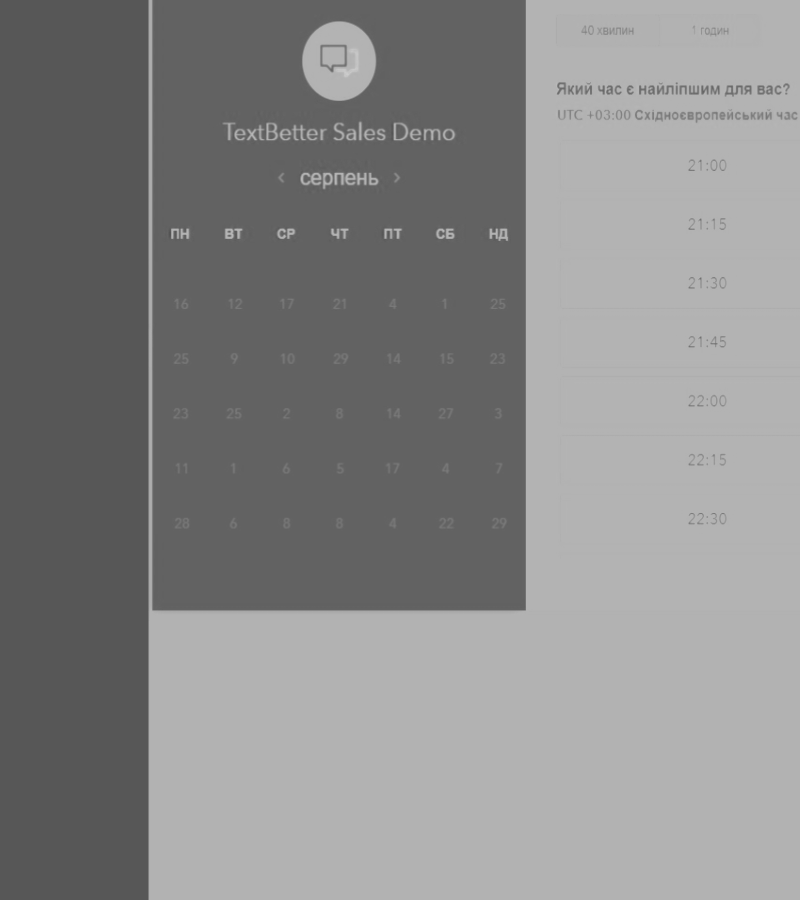 TextBetter Sales Demo
‹ серпень ›
ПН ВТ СР ЧТ ПТ СБ НД
16 12 17 21 4 1 25
25 9 10 29 14 15 23
23 25 2 8 14 27 3
11 1 6 5 17 4 7
28 6 8 8 4 22 29
40 хвилин 1 годин
Який час є найліпшим для вас?
UTC +03:00 Східноєвропейський час
21:00
21:15
21:30
21:45
22:00
22:15
22:30